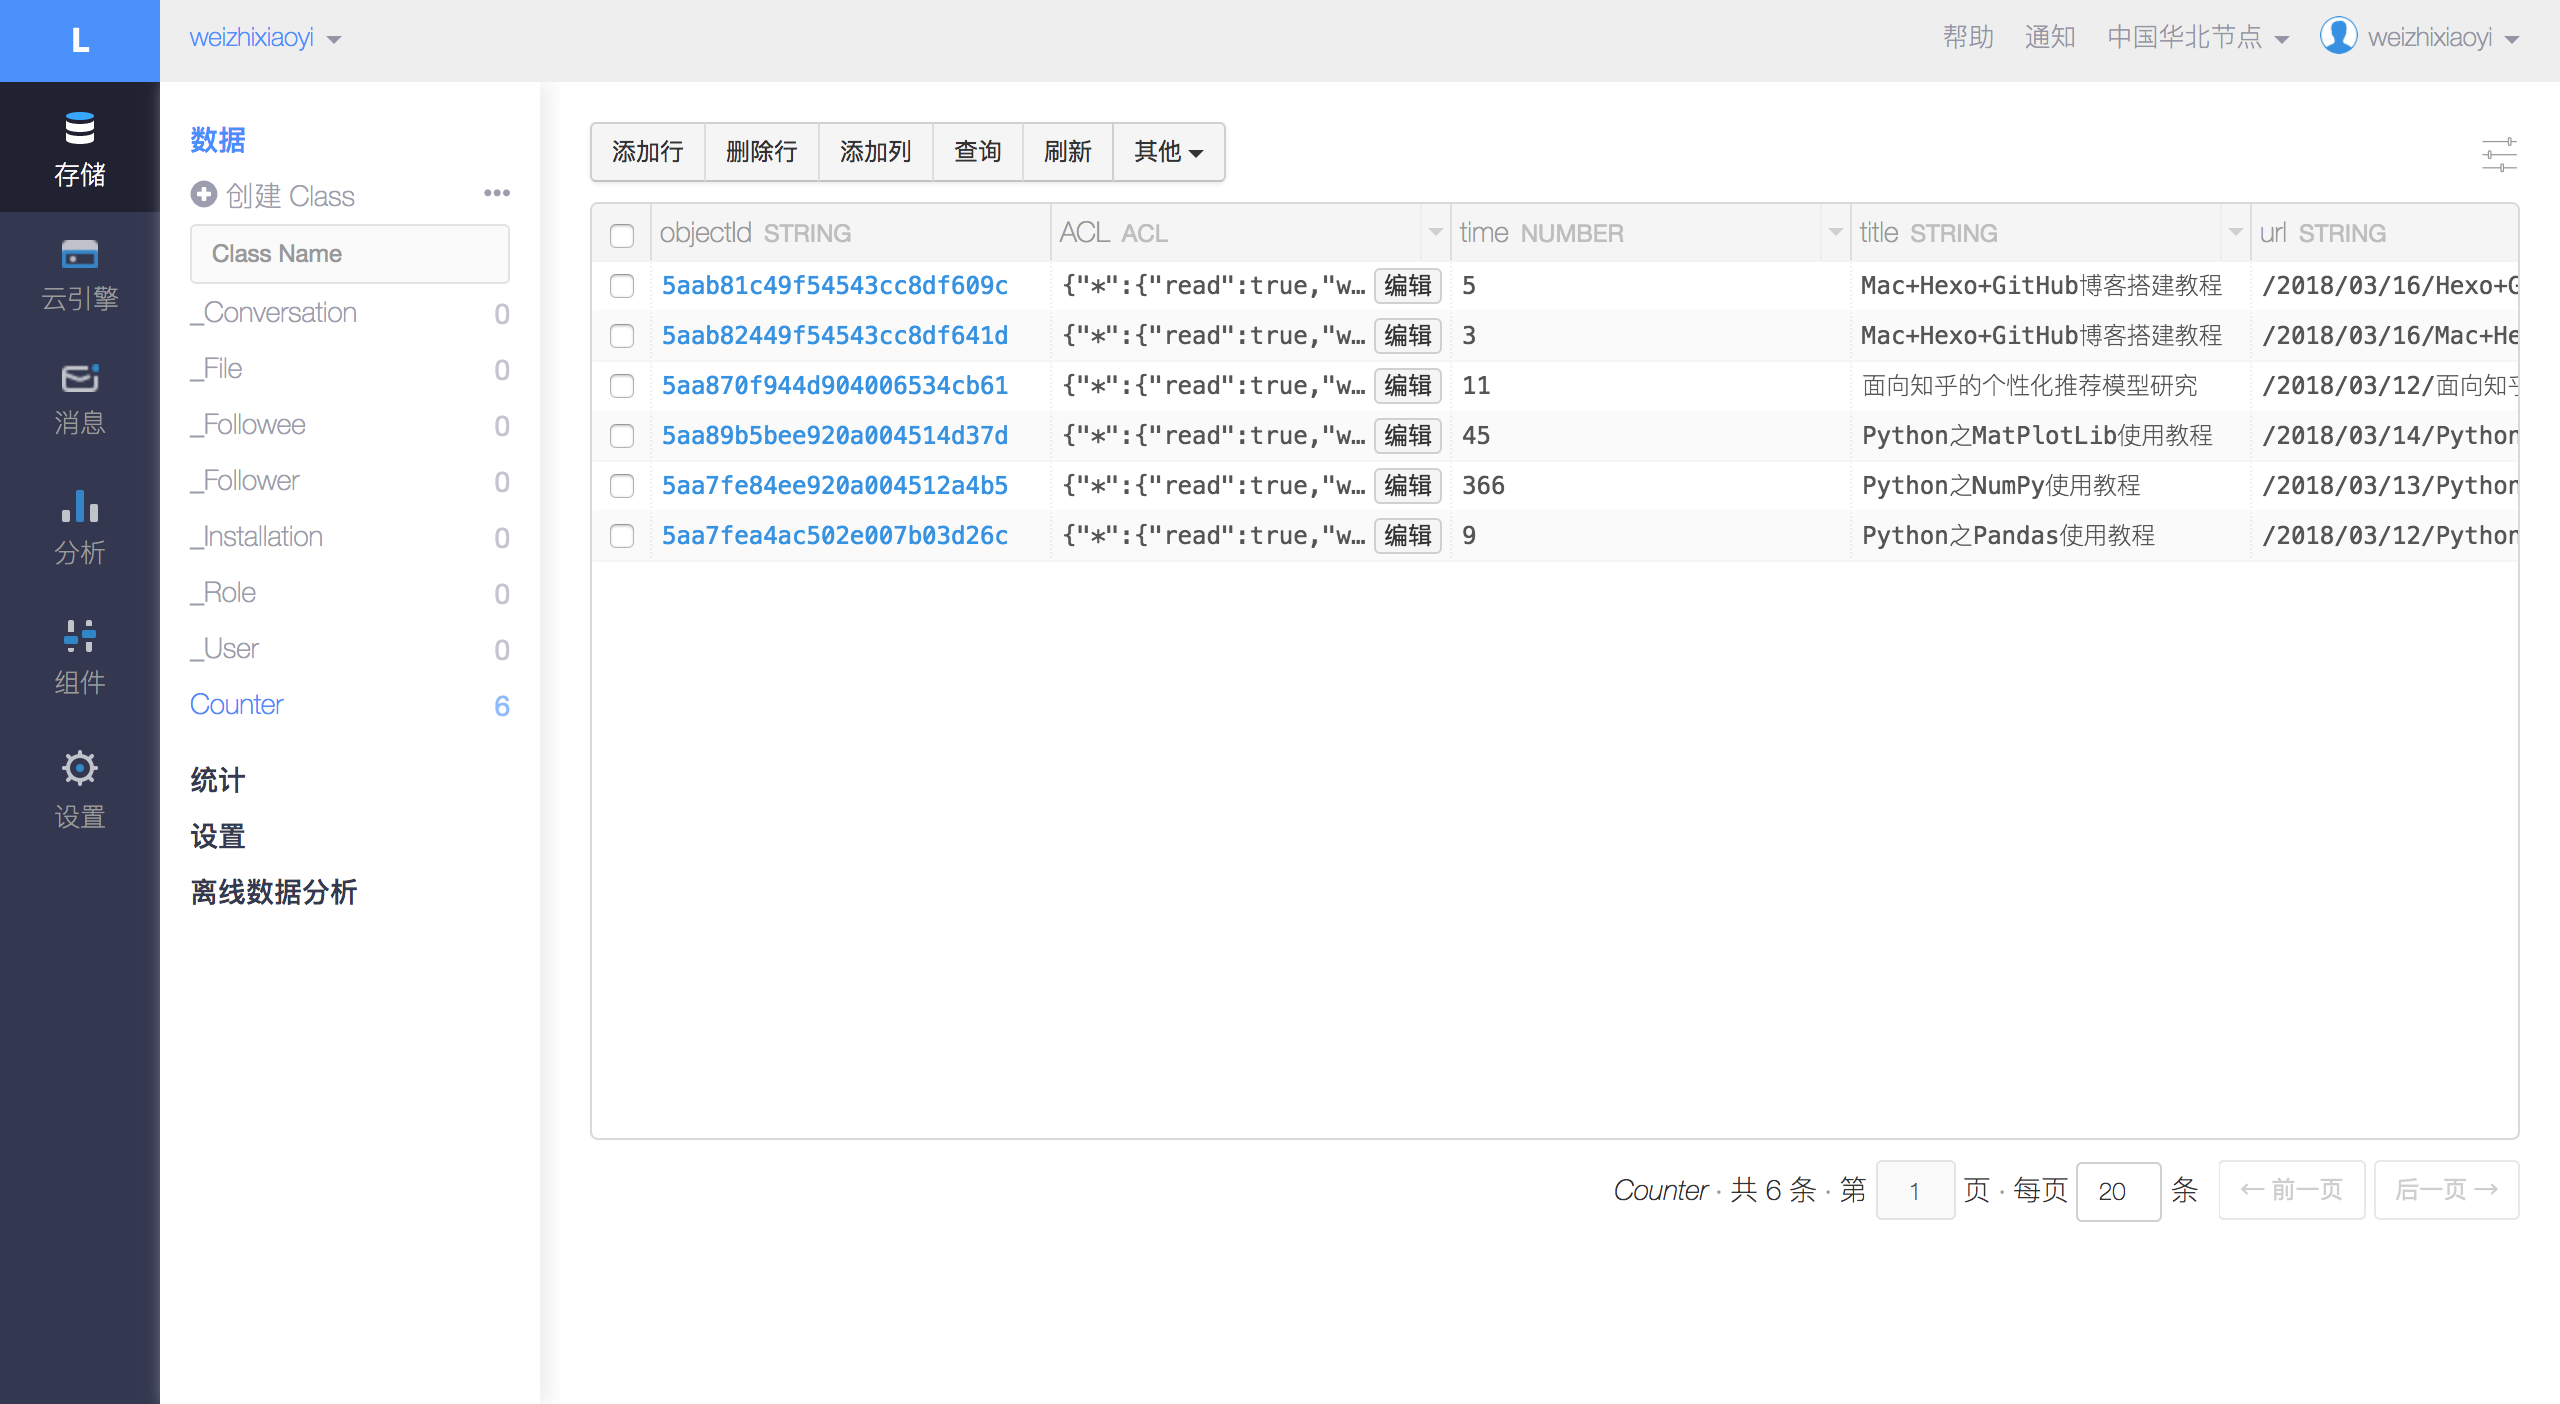 L
weizhixiaoyi
帮助 通知 中国华北节点 weizhixiaoyi
存储
云引擎
消息
分析
组件
设置
数据
创建 Class •••
Class Name
_Conversation 0
_File 0
_Followee 0
_Follower 0
_Installation 0
_Role 0
_User 0
Counter 6
统计
设置
离线数据分析
添加行 删除行 添加列 查询 刷新 其他
objectId STRING ACL ACL time NUMBER title STRING url STRING
5aab81c49f54543cc8df609c {"*":{"read":true,"w… 编辑 5 Mac+Hexo+GitHub博客搭建教程 /2018/03/16/Hexo+G
5aab82449f54543cc8df641d {"*":{"read":true,"w… 编辑 3 Mac+Hexo+GitHub博客搭建教程 /2018/03/16/Mac+He
5aa870f944d904006534cb61 {"*":{"read":true,"w… 编辑 11 面向知乎的个性化推荐模型研究 /2018/03/12/面向知乎
5aa89b5bee920a004514d37d {"*":{"read":true,"w… 编辑 45 Python之MatPlotLib使用教程 /2018/03/14/Python
5aa7fe84ee920a004512a4b5 {"*":{"read":true,"w… 编辑 366 Python之NumPy使用教程 /2018/03/13/Python
5aa7fea4ac502e007b03d26c {"*":{"read":true,"w… 编辑 9 Python之Pandas使用教程 /2018/03/12/Python
Counter · 共 6 条 · 第 1 页 · 每页 20 条 ← 前一页 后一页 →